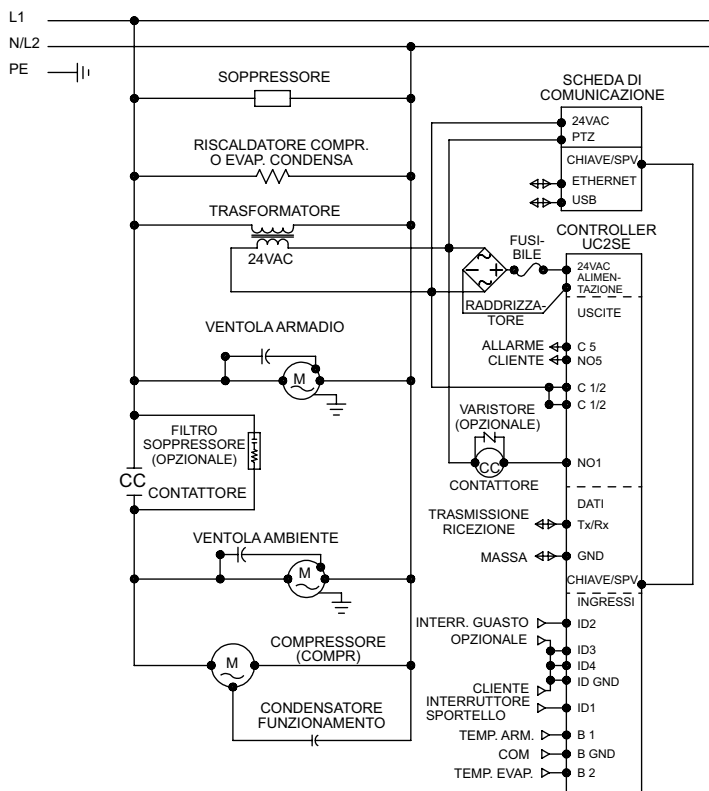 L1
N/L2
PE
SOPPRESSORE
RISCALDATORE COMPR.
O EVAP. CONDENSA
TRASFORMATORE
24VAC
VENTOLA ARMADIO
M
FILTRO
SOPPRESSORE
(OPZIONALE)
CC
CONTATTORE
VENTOLA AMBIENTE
M
COMPRESSORE
(COMPR)
M
CONDENSATORE
FUNZIONAMENTO
SCHEDA DI
COMUNICAZIONE
24VAC
PTZ
CHIAVE/SPV
ETHERNET
USB
CONTROLLER
UC2SE
FUSI-
BILE
RADDRIZZA-
TORE
24VAC
ALIMEN-
TAZIONE
USCITE
ALLARME
CLIENTE
C 5
NO5
C 1/2
C 1/2
VARISTORE
(OPZIONALE)
CC
CONTATTORE
NO1
DATI
TRASMISSIONE
RICEZIONE
Tx/Rx
MASSA
GND
CHIAVE/SPV
INGRESSI
INTERR. GUASTO
ID2
OPZIONALE
ID3
ID4
ID GND
CLIENTE
INTERRUTTORE
SPORTELLO
ID1
TEMP. ARM.
B 1
COM
B GND
TEMP. EVAP.
B 2